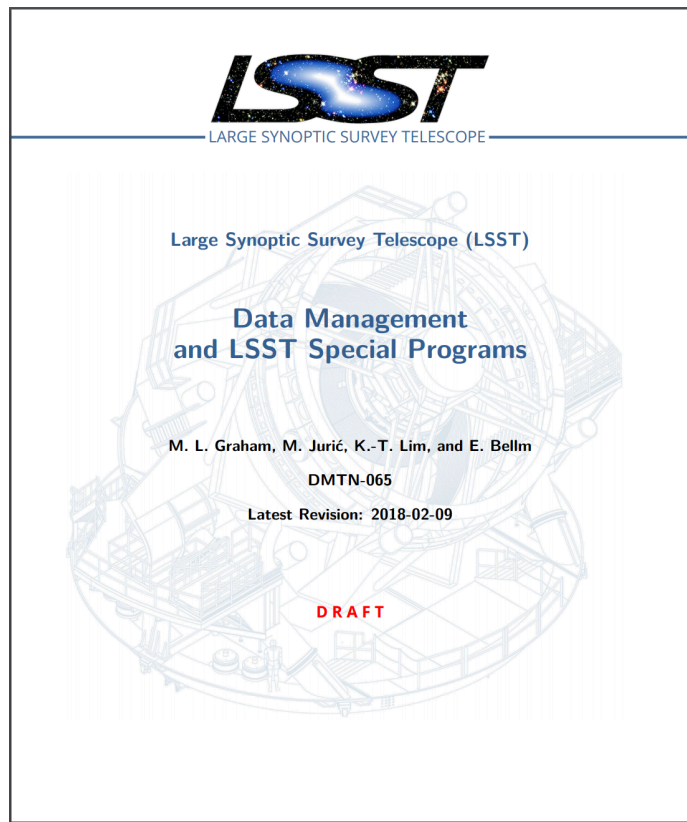 LSST
LARGE SYNOPTIC SURVEY TELESCOPE
Large Synoptic Survey Telescope (LSST)
Data Management
and LSST Special Programs
M. L. Graham, M. Jurić, K.-T. Lim, and E. Bellm
DMTN-065
Latest Revision: 2018-02-09
DRAFT